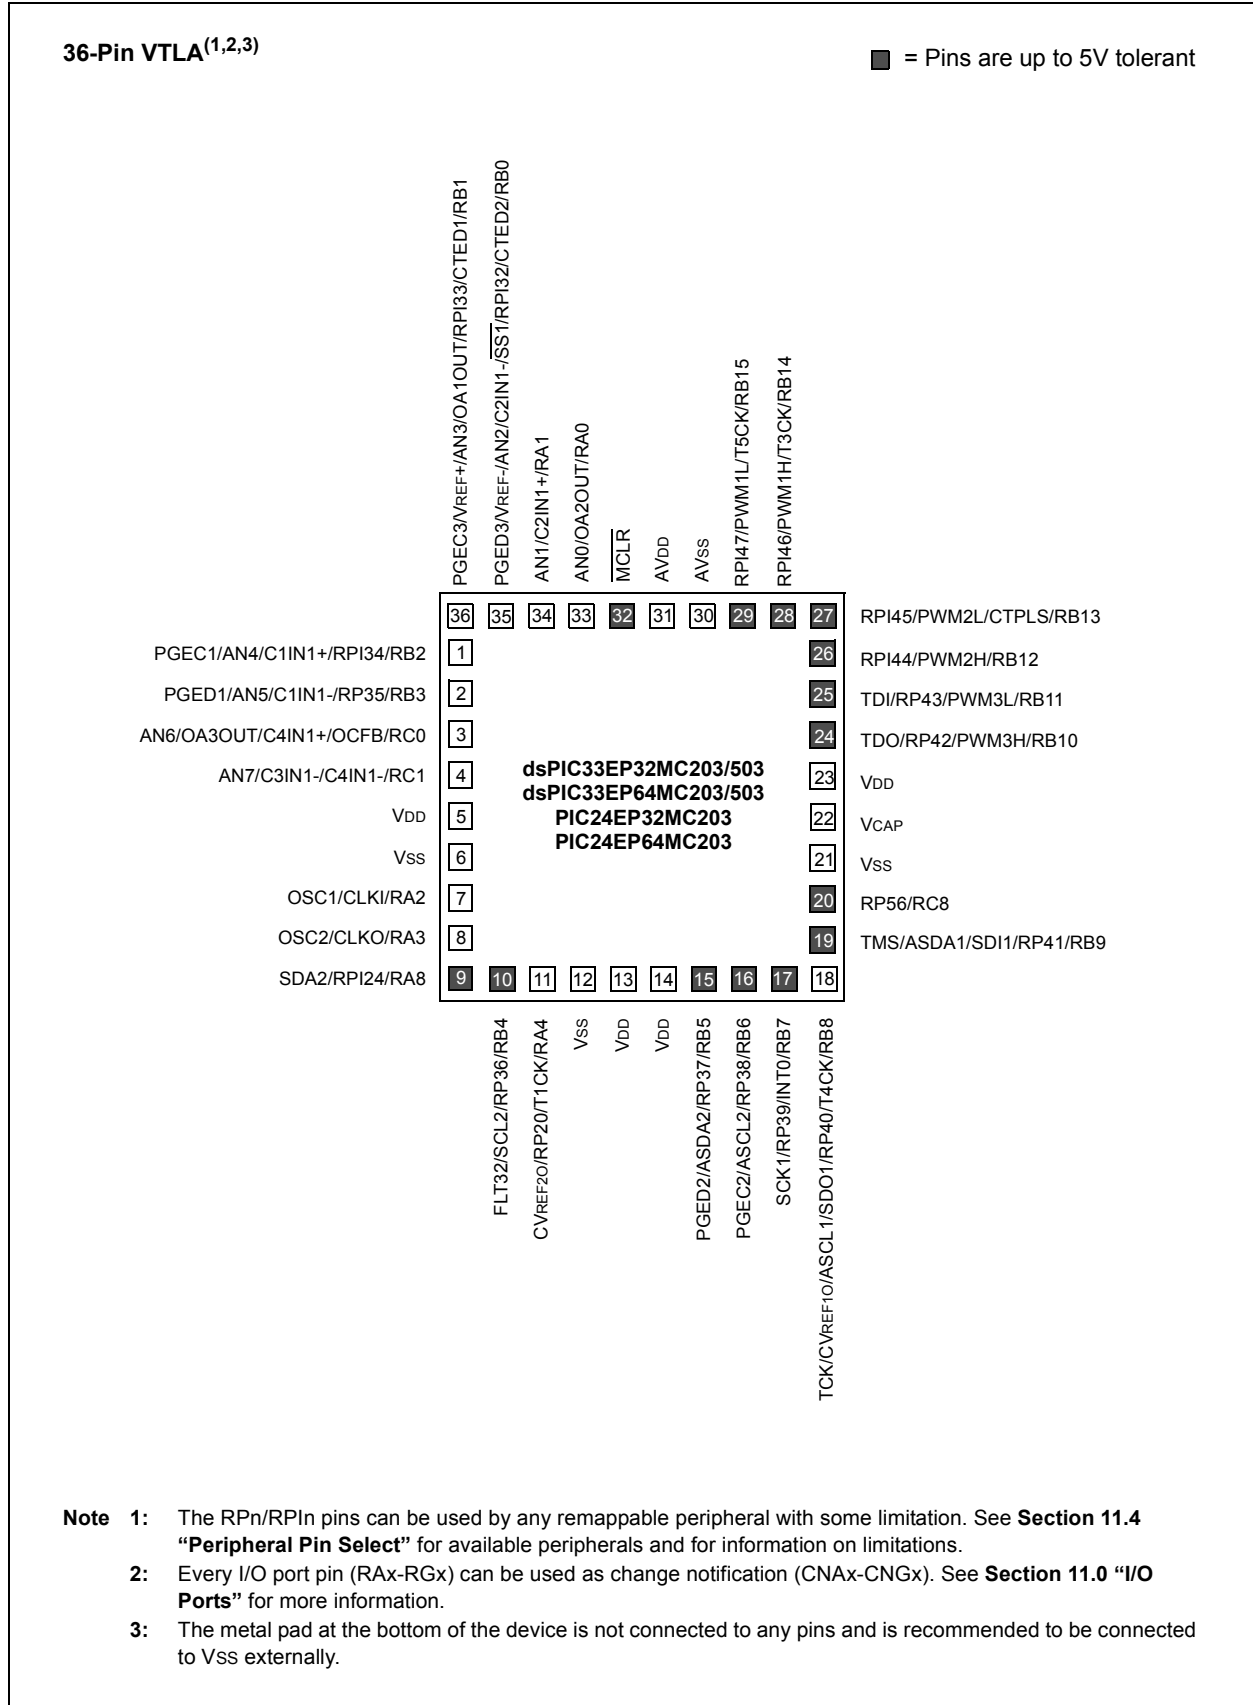 36-Pin VTLA(1,2,3)
= Pins are up to 5V tolerant
PGEC3/VREF+/AN3/OA1OUT/RPI33/CTED1/RB1
PGED3/VREF-/AN2/C2IN1-/SS1/RPI32/CTED2/RB0
AN1/C2IN1+/RA1
AN0/OA2OUT/RA0
MCLR
AVDD
AVSS
RPI47/PWM1L/T5CK/RB15
RPI46/PWM1H/T3CK/RB14
36 35 34 33 32 31 30 29 28 27 RPI45/PWM2L/CTPLS/RB13
PGEC1/AN4/C1IN1+/RPI34/RB2 1 26 RPI44/PWM2H/RB12
PGED1/AN5/C1IN1-/RP35/RB3 2 25 TDI/RP43/PWM3L/RB11
AN6/OA3OUT/C4IN1+/OCFB/RC0 3 24 TDO/RP42/PWM3H/RB10
AN7/C3IN1-/C4IN1-/RC1 4 23 VDD
dsPIC33EP32MC203/503
dsPIC33EP64MC203/503
PIC24EP32MC203
PIC24EP64MC203
VDD 5 22 VCAP
VSS 6 21 VSS
OSC1/CLKI/RA2 7 20 RP56/RC8
OSC2/CLKO/RA3 8 19 TMS/ASDA1/SDI1/RP41/RB9
SDA2/RPI24/RA8 9 10 11 12 13 14 15 16 17 18
FLT32/SCL2/RP36/RB4
CVREF2O/RP20/T1CK/RA4
VSS
VDD
VDD
PGED2/ASDA2/RP37/RB5
PGEC2/ASCL2/RP38/RB6
SCK1/RP39/INT0/RB7
TCK/CVREF1O/ASCL1/SDO1/RP40/T4CK/RB8
Note 1: The RPn/RPIn pins can be used by any remappable peripheral with some limitation. See Section 11.4
“Peripheral Pin Select” for available peripherals and for information on limitations.
2: Every I/O port pin (RAx-RGx) can be used as change notification (CNAx-CNGx). See Section 11.0 “I/O
Ports” for more information.
3: The metal pad at the bottom of the device is not connected to any pins and is recommended to be connected
to VSS externally.